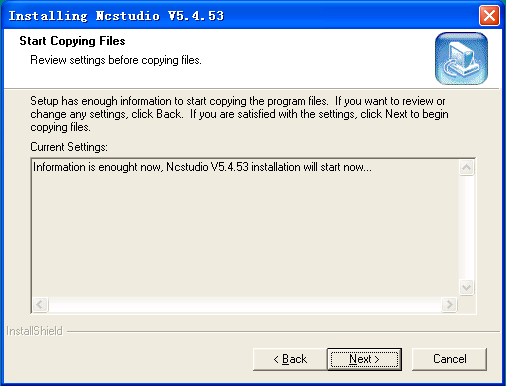 Installing Ncstudio V5.4.53
Start Copying Files
Review settings before copying files.
Setup has enough information to start copying the program files. If you want to review or
change any settings, click Back. If you are satisfied with the settings, click Next to begin
copying files.
Current Settings:
Information is enought now, Ncstudio V5.4.53 installation will start now...
InstallShield
< Back
Next >
Cancel